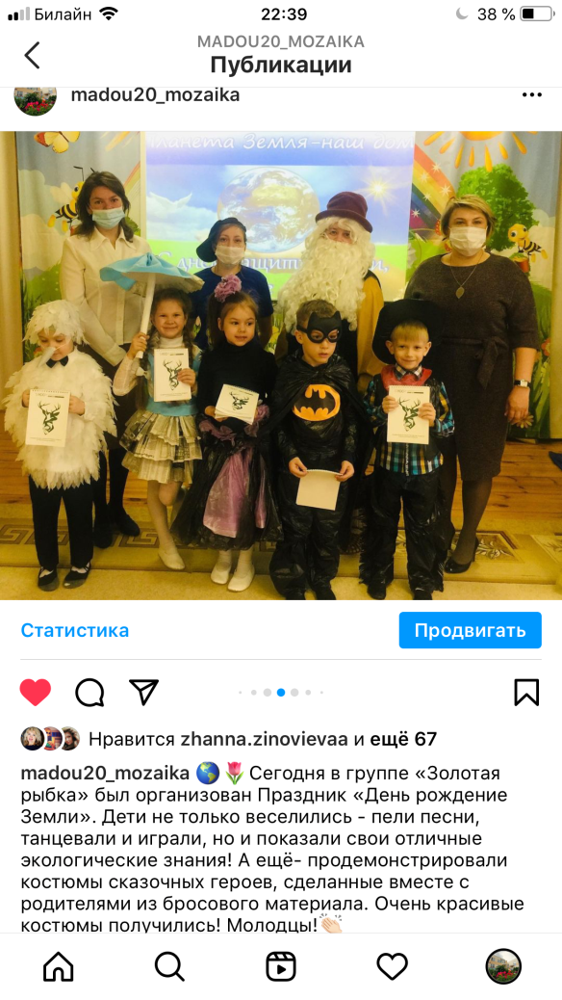 Билайн 22:39 38 %
MADOU20_MOZAIKA
Публикации
madou20_mozaika
Планета Земля-наш дом
Статистика
Продвигать
Нравится zhanna.zinovievaa и ещё 67
madou20_mozaika 🌎🌷 Сегодня в группе «Золотая
рыбка» был организован Праздник «День рождение
Земли». Дети не только веселились - пели песни,
танцевали и играли, но и показали свои отличные
экологические знания! А ещё- продемонстрировали
костюмы сказочных героев, сделанные вместе с
родителями из бросового материала. Очень красивые
костюмы получились! Молодцы!👏🏻